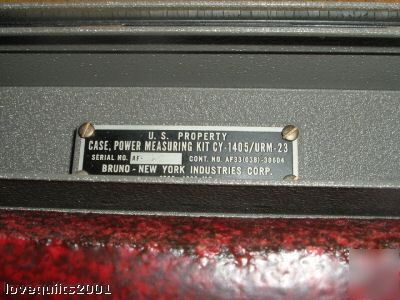 U. S. PROPERTY
CASE, POWER MEASURING KIT CY-1405/URM-23
SERIAL NO. AF- CONT. NO. AF33(038)-30604
BRUNO - NEW YORK INDUSTRIES CORP.
lovequilts2001